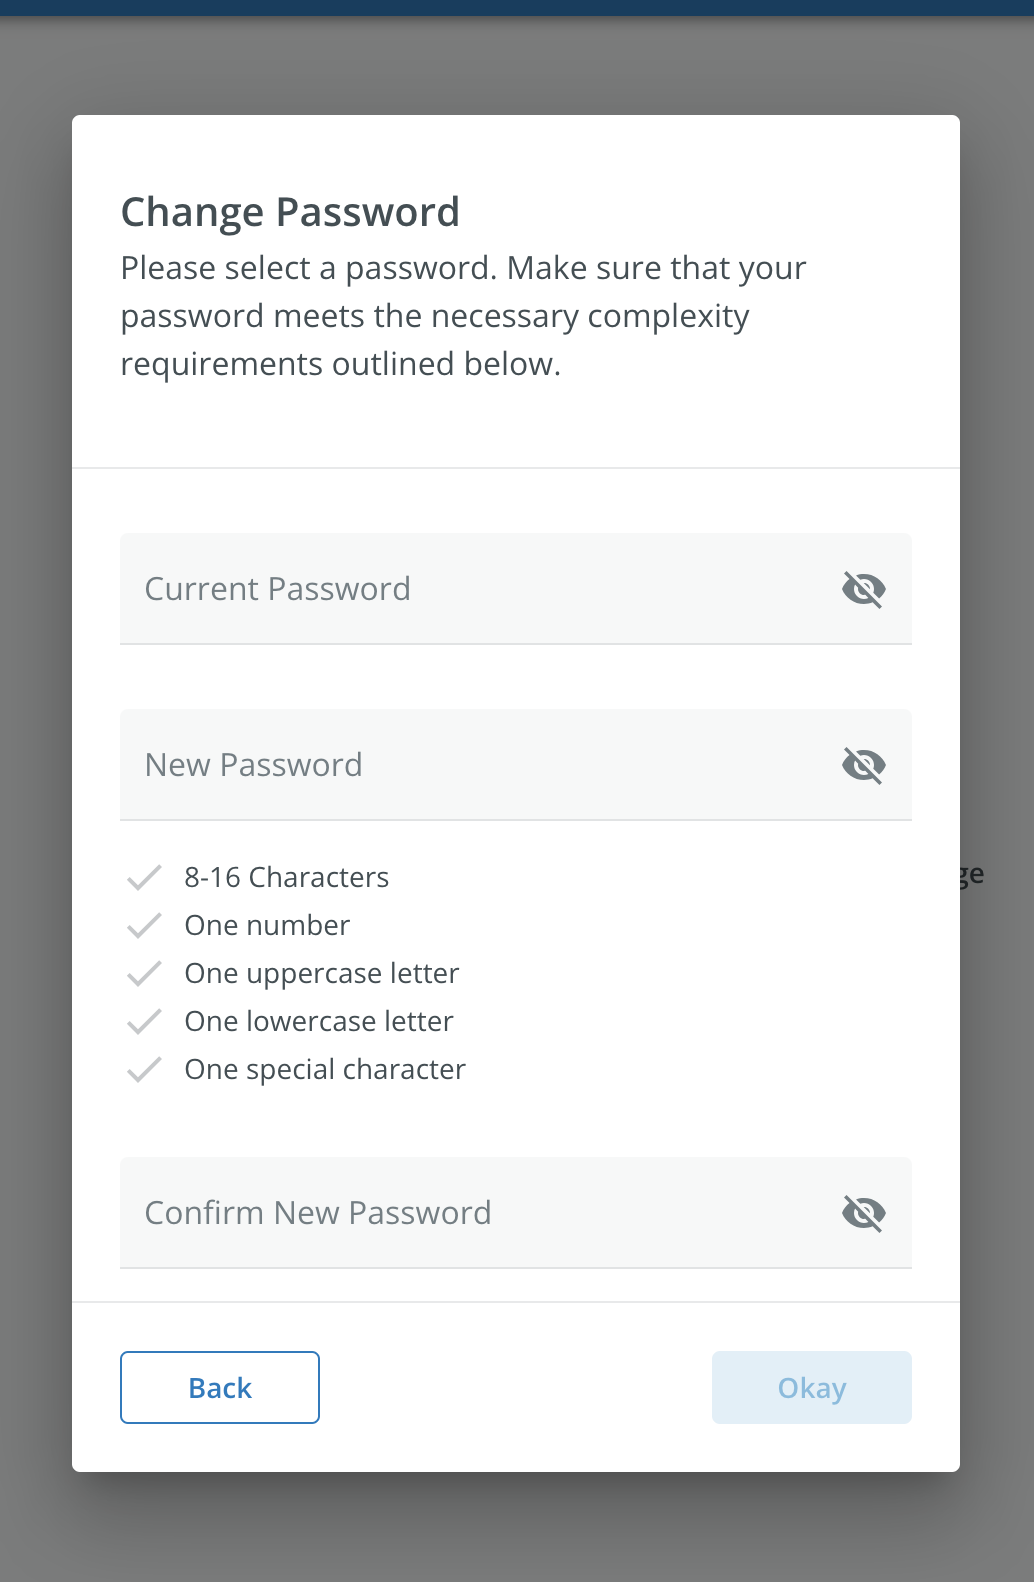 Change Password
Please select a password. Make sure that your
password meets the necessary complexity
requirements outlined below.
Current Password
New Password
8-16 Characters
One number
One uppercase letter
One lowercase letter
One special character
Confirm New Password
Back
Okay